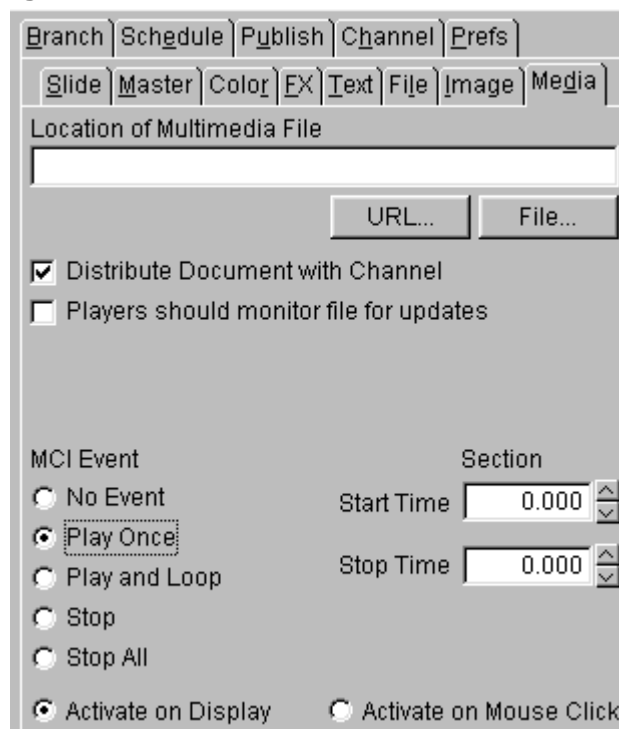 Branch Schedule Publish Channel Prefs
Slide Master Color FX Text File Image Media
Location of Multimedia File
URL... File...
Distribute Document with Channel
Players should monitor file for updates
MCI Event Section
No Event Start Time 0.000
Play Once
Play and Loop Stop Time 0.000
Stop
Stop All
Activate on Display Activate on Mouse Click